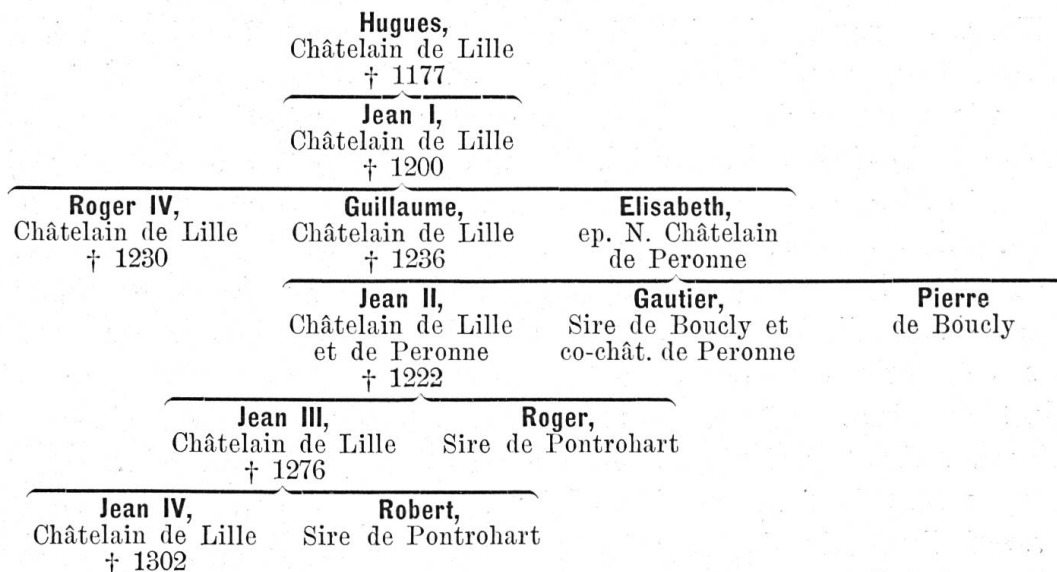 Hugues,
Châtelain de Lille
† 1177
Jean I,
Châtelain de Lille
† 1200
Roger IV,
Châtelain de Lille
† 1230
Guillaume,
Châtelain de Lille
† 1236
Elisabeth,
ep. N. Châtelain
de Peronne
Jean II,
Châtelain de Lille
et de Peronne
† 1222
Gautier,
Sire de Boucly et
co-chât. de Peronne
Pierre
de Boucly
Jean III,
Châtelain de Lille
† 1276
Roger,
Sire de Pontrohart
Jean IV,
Châtelain de Lille
† 1302
Robert,
Sire de Pontrohart